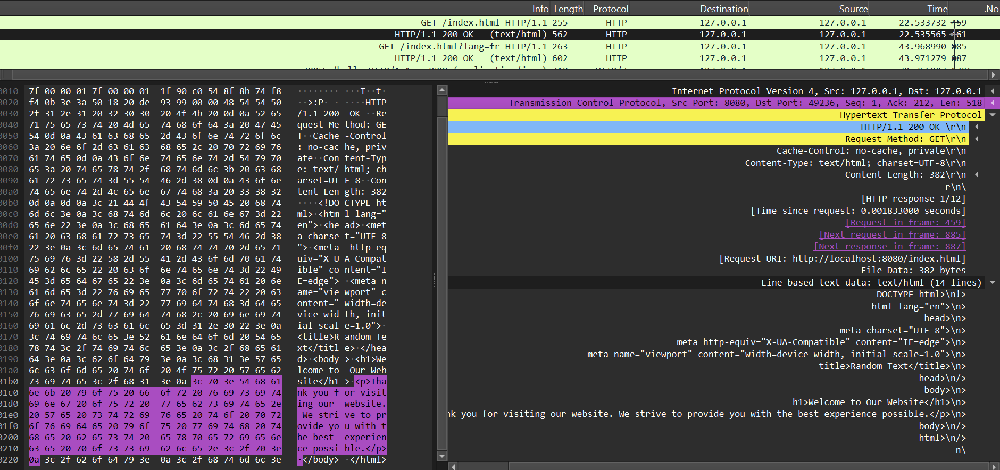 Info Length Protocol Destination Source Time .No
GET /index.html HTTP/1.1 255 HTTP 127.0.0.1 127.0.0.1 22.533732 459
HTTP/1.1 200 OK (text/html) 562 HTTP 127.0.0.1 127.0.0.1 22.535565 461
GET /index.html?lang=fr HTTP/1.1 263 HTTP 127.0.0.1 127.0.0.1 43.968990 885
HTTP/1.1 200 OK (text/html) 602 HTTP 127.0.0.1 127.0.0.1 43.971279 887
0010 7f 00 00 01 7f 00 00 01 1f 90 c0 54 8f 8b 74 f8 ········ ···T··t·
0020 f4 0b 3e 3a 50 18 20 de 93 99 00 00 48 54 54 50 ··>:P· · ····HTTP
0030 2f 31 2e 31 20 32 30 30 20 4f 4b 20 0d 0a 52 65 /1.1 200 OK ··Re
0040 71 75 65 73 74 20 4d 65 74 68 6f 64 3a 20 47 45 quest Me thod: GE
0050 54 0d 0a 43 61 63 68 65 2d 43 6f 6e 74 72 6f 6c T··Cache -Control
0060 3a 20 6e 6f 2d 63 61 63 68 65 2c 20 70 72 69 76 : no-cac he, priv
0070 61 74 65 0d 0a 43 6f 6e 74 65 6e 74 2d 54 79 70 ate··Con tent-Typ
0080 65 3a 20 74 65 78 74 2f 68 74 6d 6c 3b 20 63 68 e: text/ html; ch
0090 61 72 73 65 74 3d 55 54 46 2d 38 0d 0a 43 6f 6e arset=UT F-8··Con
00a0 74 65 6e 74 2d 4c 65 6e 67 74 68 3a 20 33 38 32 tent-Len gth: 382
00b0 0d 0a 0d 0a 3c 21 44 4f 43 54 59 50 45 20 68 74 ····<!DO CTYPE ht
00c0 6d 6c 3e 0a 3c 68 74 6d 6c 20 6c 61 6e 67 3d 22 ml>·<htm l lang="
00d0 65 6e 22 3e 0a 3c 68 65 61 64 3e 0a 3c 6d 65 74 en">·<he ad>·<met
00e0 61 20 63 68 61 72 73 65 74 3d 22 55 54 46 2d 38 a charse t="UTF-8
00f0 22 3e 0a 3c 6d 65 74 61 20 68 74 74 70 2d 65 71 ">·<meta http-eq
0100 75 69 76 3d 22 58 2d 55 41 2d 43 6f 6d 70 61 74 uiv="X-U A-Compat
0110 69 62 6c 65 22 20 63 6f 6e 74 65 6e 74 3d 22 49 ible" co ntent="I
0120 45 3d 65 64 67 65 22 3e 0a 3c 6d 65 74 61 20 6e E=edge"> ·<meta n
0130 61 6d 65 3d 22 76 69 65 77 70 6f 72 74 22 20 63 ame="vie wport" c
0140 6f 6e 74 65 6e 74 3d 22 77 69 64 74 68 3d 64 65 ontent=" width=de
0150 76 69 63 65 2d 77 69 64 74 68 2c 20 69 6e 69 74 vice-wid th, init
0160 69 61 6c 2d 73 63 61 6c 65 3d 31 2e 30 22 3e 0a ial-scal e=1.0">·
0170 3c 74 69 74 6c 65 3e 52 61 6e 64 6f 6d 20 54 65 <title>R andom Te
0180 78 74 3c 2f 74 69 74 6c 65 3e 0a 3c 2f 68 65 61 xt</titl e>·</hea
0190 64 3e 0a 3c 62 6f 64 79 3e 0a 3c 68 31 3e 57 65 d>·<body >·<h1>We
01a0 6c 63 6f 6d 65 20 74 6f 20 4f 75 72 20 57 65 62 lcome to Our Web
01b0 73 69 74 65 3c 2f 68 31 3e 0a 3c 70 3e 54 68 61 site</h1 >·<p>Tha
01c0 6e 6b 20 79 6f 75 20 66 6f 72 20 76 69 73 69 74 nk you f or visit
01d0 69 6e 67 20 6f 75 72 20 77 65 62 73 69 74 65 2e ing our website.
01e0 20 57 65 20 73 74 72 69 76 65 20 74 6f 20 70 72 We stri ve to pr
01f0 6f 76 69 64 65 20 79 6f 75 20 77 69 74 68 20 74 ovide yo u with t
0200 68 65 20 62 65 73 74 20 65 78 70 65 72 69 65 6e he best experien
0210 63 65 20 70 6f 73 73 69 62 6c 65 2e 3c 2f 70 3e ce possi ble.</p>
0220 0a 3c 2f 62 6f 64 79 3e 0a 3c 2f 68 74 6d 6c 3e ·</body> ·</html>
Internet Protocol Version 4, Src: 127.0.0.1, Dst: 127.0.0.1
Transmission Control Protocol, Src Port: 8080, Dst Port: 49236, Seq: 1, Ack: 212, Len: 518
Hypertext Transfer Protocol
HTTP/1.1 200 OK \r\n
Request Method: GET\r\n
Cache-Control: no-cache, private\r\n
Content-Type: text/html; charset=UTF-8\r\n
Content-Length: 382\r\n
r\n\
[HTTP response 1/12]
[Time since request: 0.001833000 seconds]
[Request in frame: 459]
[Next request in frame: 885]
[Next response in frame: 887]
[Request URI: http://localhost:8080/index.html]
File Data: 382 bytes
Line-based text data: text/html (14 lines)
DOCTYPE html>\n!>
html lang="en">\n>
head>\n>
meta charset="UTF-8">\n>
meta http-equiv="X-UA-Compatible" content="IE=edge">\n>
meta name="viewport" content="width=device-width, initial-scale=1.0">\n>
title>Random Text</title>\n>
head>\n/>
body>\n>
h1>Welcome to Our Website</h1>\n>
nk you for visiting our website. We strive to provide you with the best experience possible.</p>\n>
body>\n/>
html>\n/>
n\